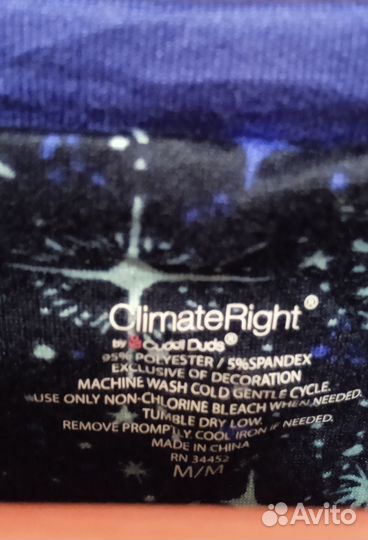 ClimateRight®
by Cuddl Duds®
95% POLYESTER / 5%SPANDEX
EXCLUSIVE OF DECORATION
MACHINE WASH COLD GENTLE CYCLE.
USE ONLY NON-CHLORINE BLEACH WHEN NEEDED.
TUMBLE DRY LOW.
REMOVE PROMPTLY. COOL IRON IF NEEDED.
MADE IN CHINA
RN 34452
M/M
Avito